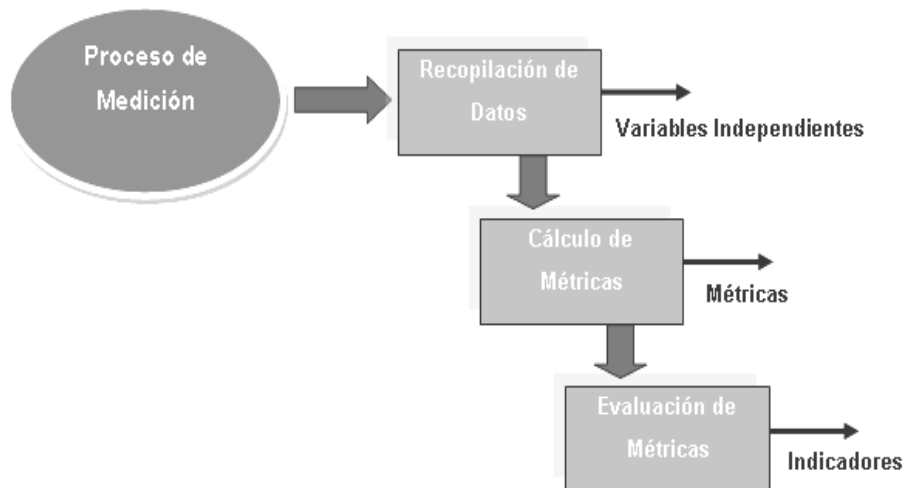 Proceso de
Medición
Recopilación de
Datos
Variables Independientes
Cálculo de
Métricas
Métricas
Evaluación de
Métricas
Indicadores